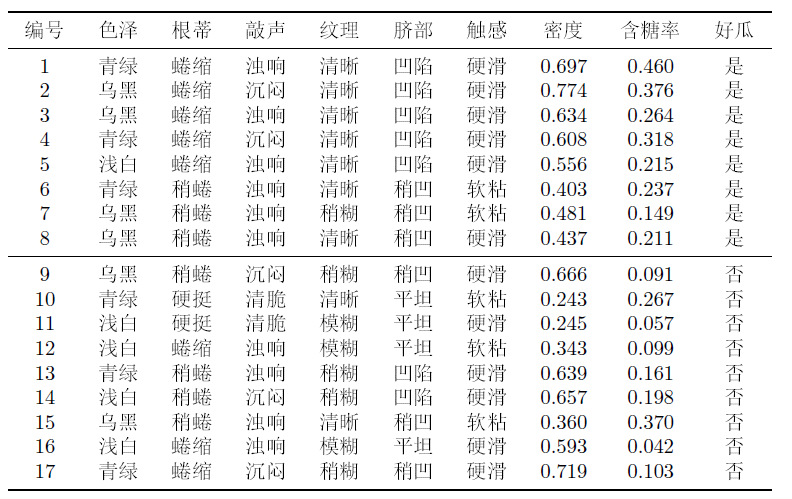 编号 色泽 根蒂 敲声 纹理 脐部 触感 密度 含糖率 好瓜
1 青绿 蜷缩 浊响 清晰 凹陷 硬滑 0.697 0.460 是
2 乌黑 蜷缩 沉闷 清晰 凹陷 硬滑 0.774 0.376 是
3 乌黑 蜷缩 浊响 清晰 凹陷 硬滑 0.634 0.264 是
4 青绿 蜷缩 沉闷 清晰 凹陷 硬滑 0.608 0.318 是
5 浅白 蜷缩 浊响 清晰 凹陷 硬滑 0.556 0.215 是
6 青绿 稍蜷 浊响 清晰 稍凹 软粘 0.403 0.237 是
7 乌黑 稍蜷 浊响 稍糊 稍凹 软粘 0.481 0.149 是
8 乌黑 稍蜷 浊响 清晰 稍凹 硬滑 0.437 0.211 是
9 乌黑 稍蜷 沉闷 稍糊 稍凹 硬滑 0.666 0.091 否
10 青绿 硬挺 清脆 清晰 平坦 软粘 0.243 0.267 否
11 浅白 硬挺 清脆 模糊 平坦 硬滑 0.245 0.057 否
12 浅白 蜷缩 浊响 模糊 平坦 软粘 0.343 0.099 否
13 青绿 稍蜷 浊响 稍糊 凹陷 硬滑 0.639 0.161 否
14 浅白 稍蜷 沉闷 稍糊 凹陷 硬滑 0.657 0.198 否
15 乌黑 稍蜷 浊响 清晰 稍凹 软粘 0.360 0.370 否
16 浅白 蜷缩 浊响 模糊 平坦 硬滑 0.593 0.042 否
17 青绿 蜷缩 沉闷 稍糊 稍凹 硬滑 0.719 0.103 否